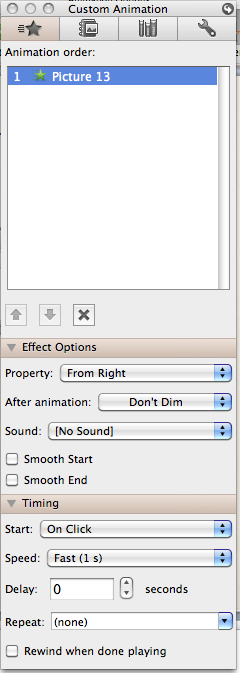 Custom Animation
Animation order:
1 Picture 13
Effect Options
Property: From Right
After animation: Don't Dim
Sound: [No Sound]
Smooth Start
Smooth End
Timing
Start: On Click
Speed: Fast (1 s)
Delay: 0 seconds
Repeat: (none)
Rewind when done playing